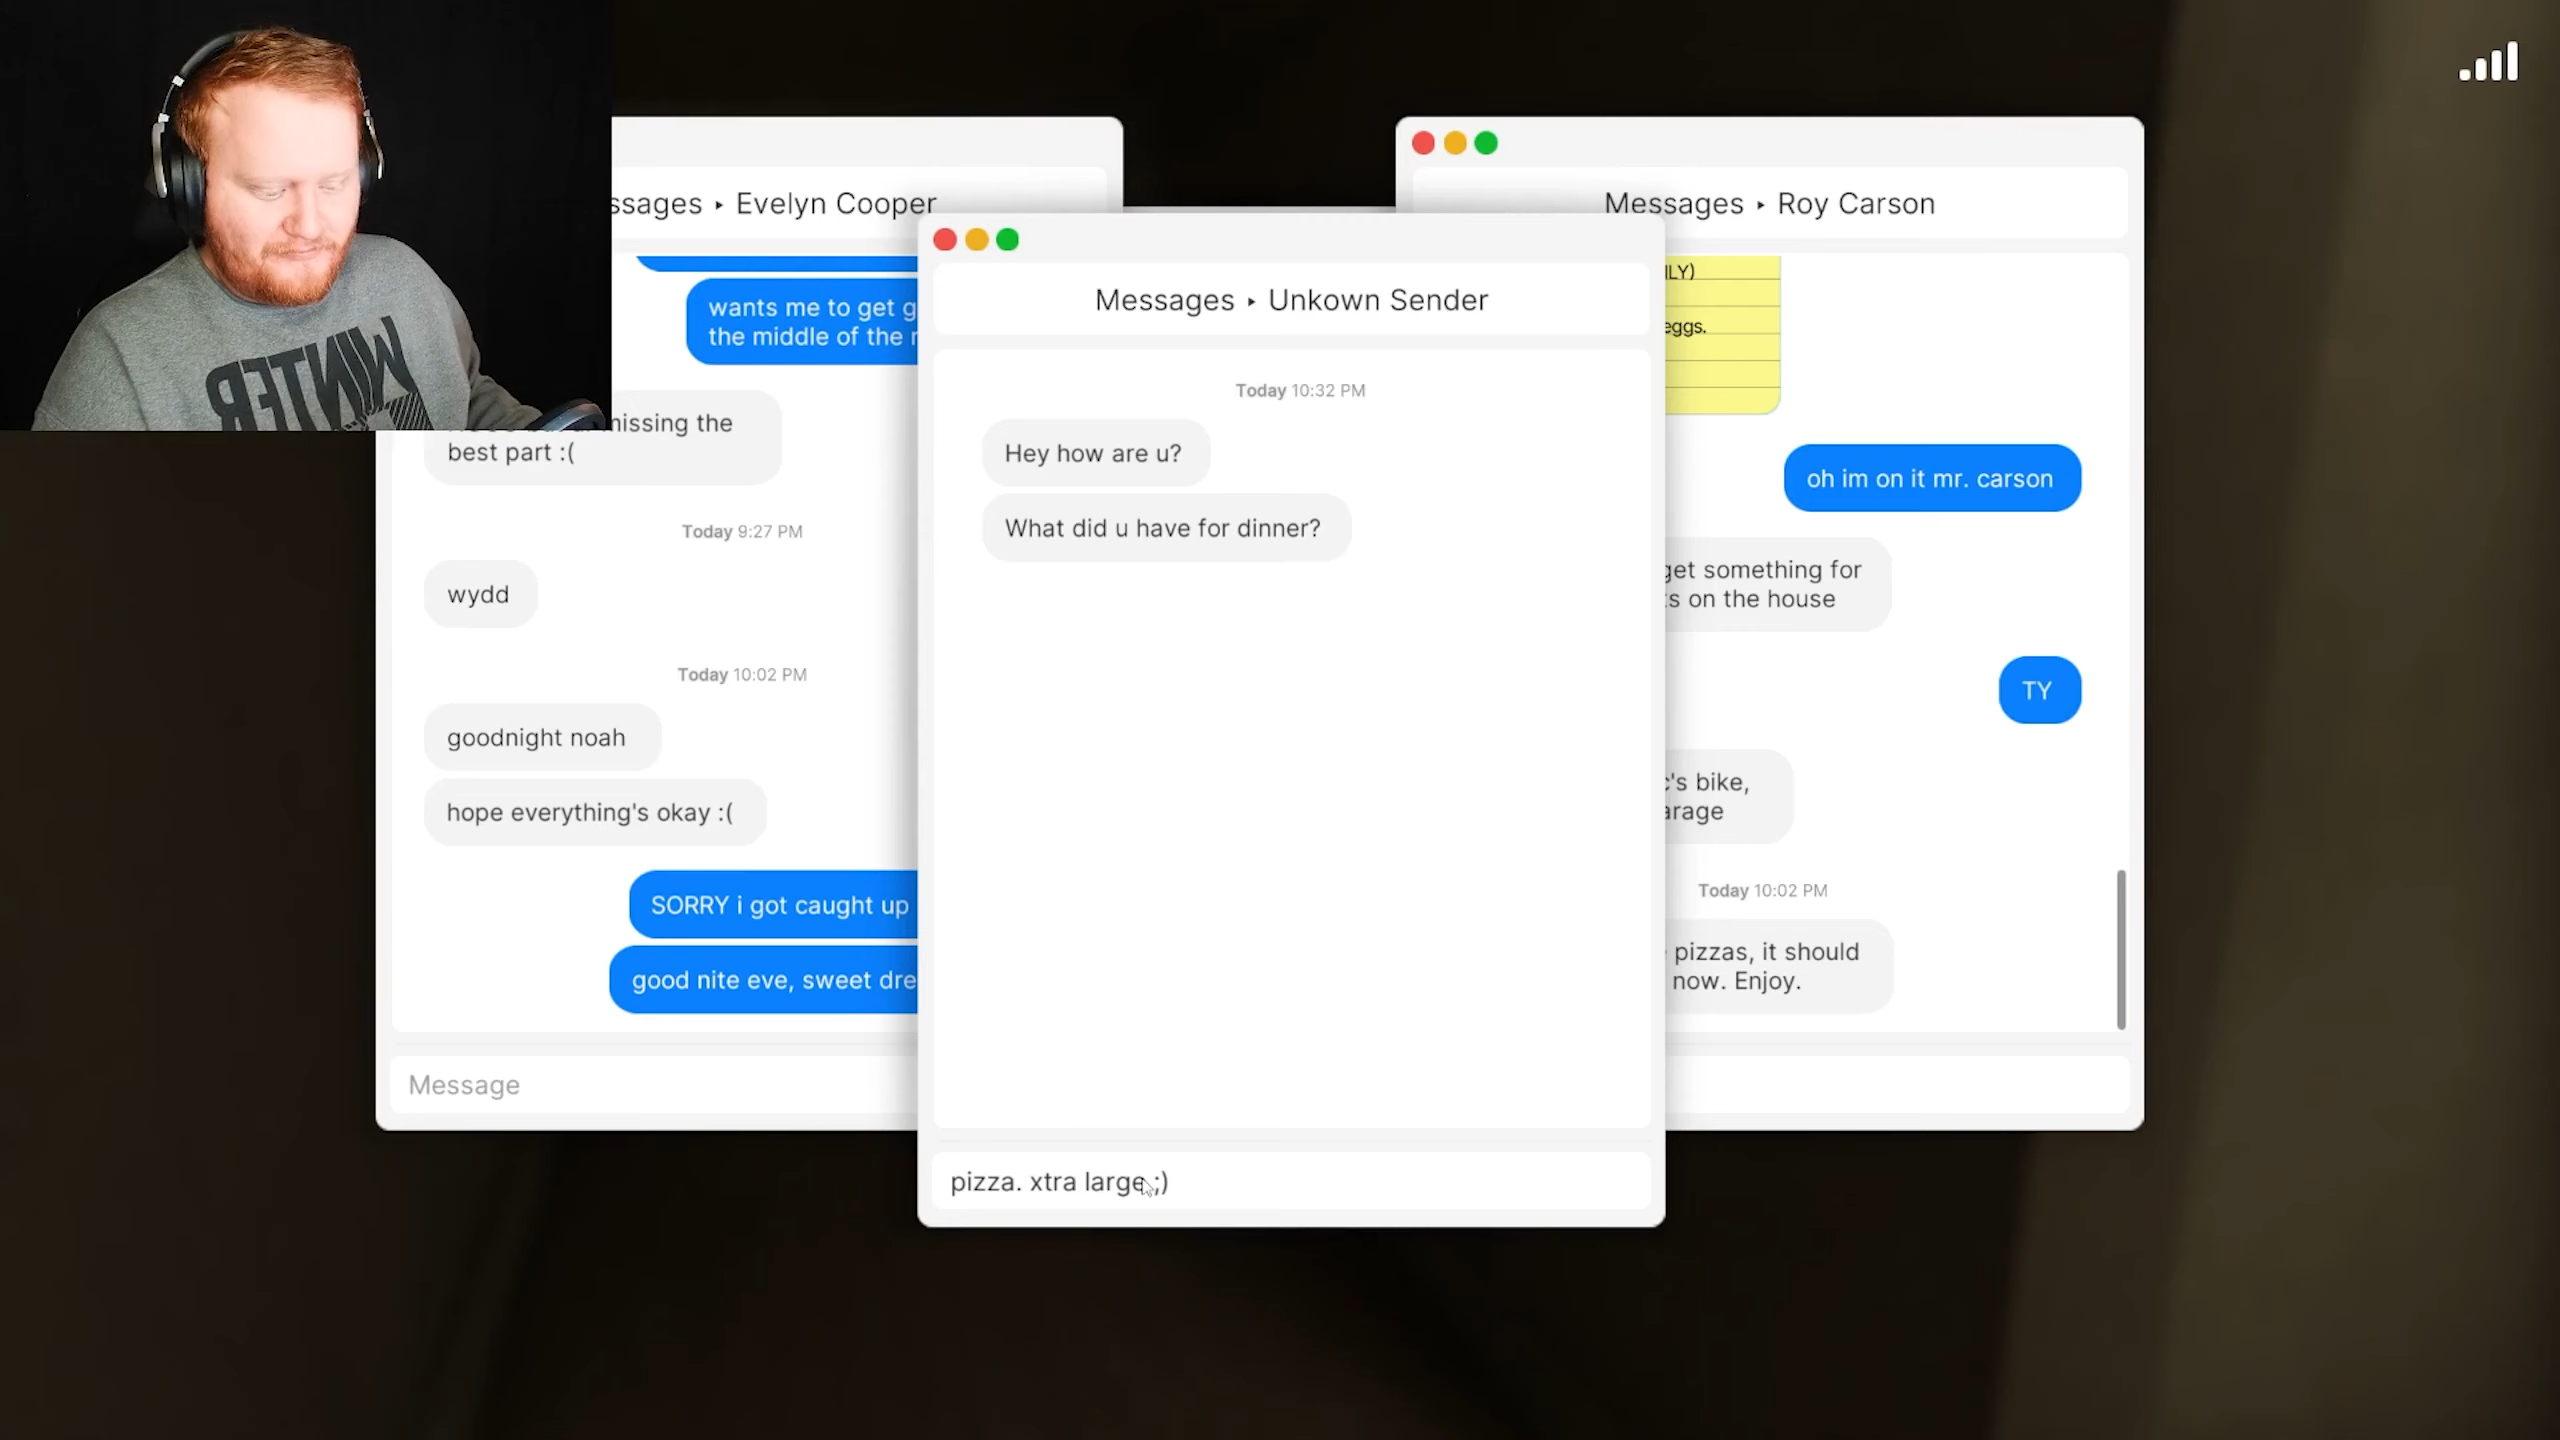 WINTER
ssages ▸ Evelyn Cooper
wants me to get g
the middle of the
missing the
best part :(
Today 9:27 PM
wydd
Today 10:02 PM
goodnight noah
hope everything's okay :(
SORRY i got caught up
good nite eve, sweet dre
Message
Messages ▸ Unkown Sender
Today 10:32 PM
Hey how are u?
What did u have for dinner?
pizza. xtra large ;)
Messages ▸ Roy Carson
ILY)
eggs.
oh im on it mr. carson
get something for
s on the house
TY
c's bike,
arage
Today 10:02 PM
pizzas, it should
now. Enjoy.